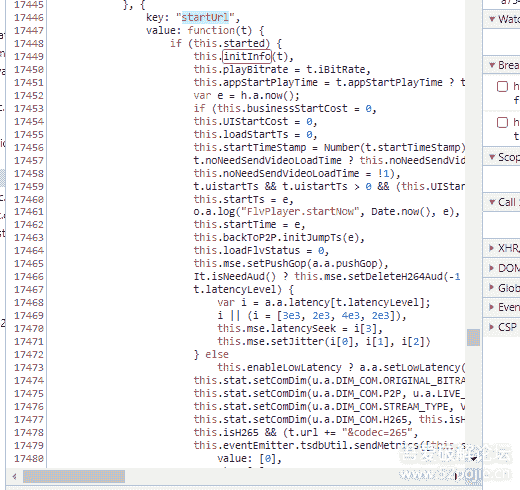 17445 }, {
17446 key: "startUrl",
17447 value: function(t) {
17448 if (this.started) {
17449 this.initInfo(t),
17450 this.playBitrate = t.iBitRate,
17451 this.appStartPlayTime = t.appStartPlayTime ? t
17452 var e = h.a.now();
17453 if (this.businessStartCost = 0,
17454 this.UIStartCost = 0,
17455 this.loadStartTs = 0,
17456 this.startTimeStamp = Number(t.startTimeStamp)
17457 t.noNeedSendVideoLoadTime ? this.noNeedSendVid
17458 this.noNeedSendVideoLoadTime = !1),
17459 t.uistartTs && t.uistartTs > 0 && (this.UIStar
17460 this.startTs = e,
17461 o.a.log("FlvPlayer.startNow", Date.now(), e),
17462 this.startTime = e,
17463 this.backToP2P.initJumpTs(e),
17464 this.loadFlvStatus = 0,
17465 this.mse.setPushGop(a.a.pushGop),
17466 It.isNeedAud() ? this.mse.setDeleteH264Aud(-1
17467 t.latencyLevel) {
17468 var i = a.a.latency[t.latencyLevel];
17469 i || (i = [3e3, 2e3, 4e3, 2e3]),
17470 this.mse.latencySeek = i[3],
17471 this.mse.setJitter(i[0], i[1], i[2])
17472 } else
17473 this.enableLowLatency ? a.a.setLowLatency(
17474 this.stat.setComDim(u.a.DIM_COM.ORIGINAL_BITRA
17475 this.stat.setComDim(u.a.DIM_COM.P2P, u.a.LIVE_
17476 this.stat.setComDim(u.a.DIM_COM.STREAM_TYPE, V
17477 this.stat.setComDim(u.a.DIM_COM.H265, this.isH
17478 this.isH265 && (t.url += "&codec=265",
17479 this.eventEmitter.tsdbUtil.sendMetrics([this.s
17480 value: [0],
Watc
Brea
h
f
h
t
Scop
Call
XHR/
DOM
Glob
Even
CSP